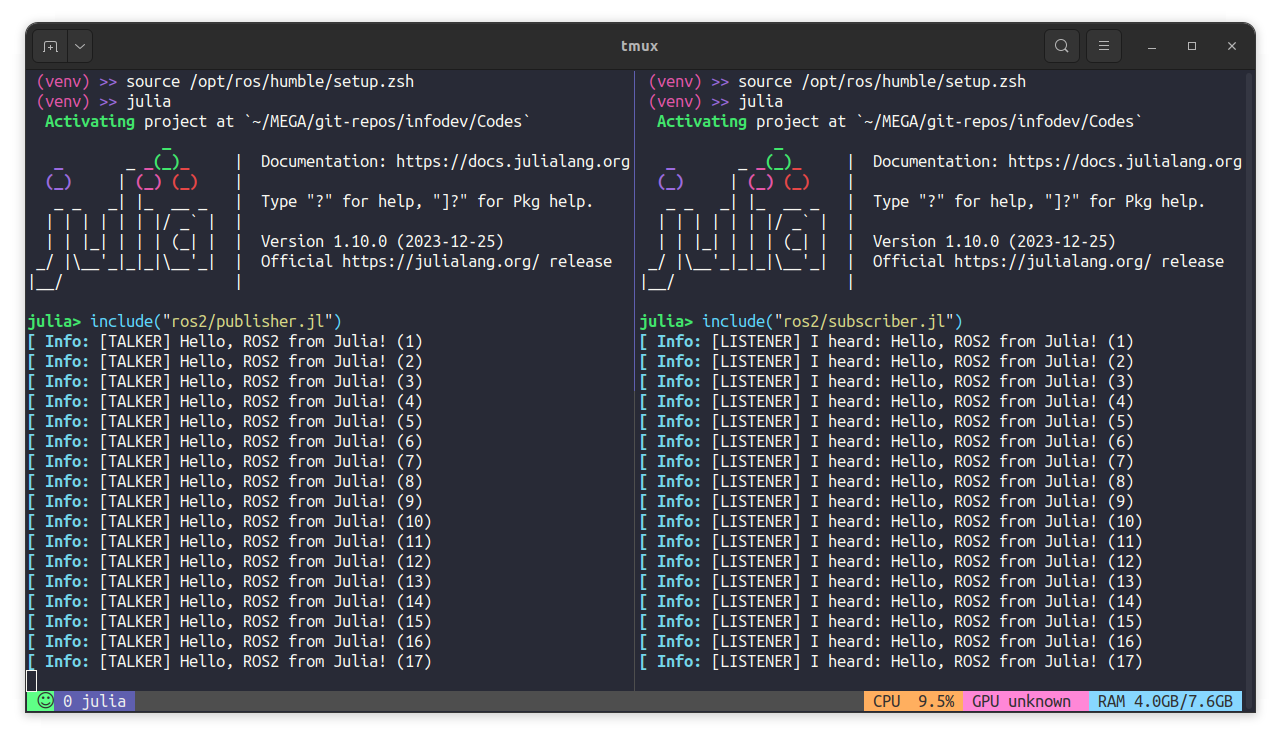 tmux
(venv) >> source /opt/ros/humble/setup.zsh
(venv) >> julia
Activating project at `~/MEGA/git-repos/infodev/Codes`
               _
   _       _ _(_)_     |  Documentation: https://docs.julialang.org
  (_)     | (_) (_)    |
   _ _   _| |_  __ _   |  Type "?" for help, "]?" for Pkg help.
  | | | | | | |/ _` |  |
  | | |_| | | | (_| |  |  Version 1.10.0 (2023-12-25)
 _/ |\__'_|_|_|\__'_|  |  Official https://julialang.org/ release
|__/                   |
julia> include("ros2/publisher.jl")
[ Info: [TALKER] Hello, ROS2 from Julia! (1)
[ Info: [TALKER] Hello, ROS2 from Julia! (2)
[ Info: [TALKER] Hello, ROS2 from Julia! (3)
[ Info: [TALKER] Hello, ROS2 from Julia! (4)
[ Info: [TALKER] Hello, ROS2 from Julia! (5)
[ Info: [TALKER] Hello, ROS2 from Julia! (6)
[ Info: [TALKER] Hello, ROS2 from Julia! (7)
[ Info: [TALKER] Hello, ROS2 from Julia! (8)
[ Info: [TALKER] Hello, ROS2 from Julia! (9)
[ Info: [TALKER] Hello, ROS2 from Julia! (10)
[ Info: [TALKER] Hello, ROS2 from Julia! (11)
[ Info: [TALKER] Hello, ROS2 from Julia! (12)
[ Info: [TALKER] Hello, ROS2 from Julia! (13)
[ Info: [TALKER] Hello, ROS2 from Julia! (14)
[ Info: [TALKER] Hello, ROS2 from Julia! (15)
[ Info: [TALKER] Hello, ROS2 from Julia! (16)
[ Info: [TALKER] Hello, ROS2 from Julia! (17)
(venv) >> source /opt/ros/humble/setup.zsh
(venv) >> julia
Activating project at `~/MEGA/git-repos/infodev/Codes`
               _
   _       _ _(_)_     |  Documentation: https://docs.julialang.org
  (_)     | (_) (_)    |
   _ _   _| |_  __ _   |  Type "?" for help, "]?" for Pkg help.
  | | | | | | |/ _` |  |
  | | |_| | | | (_| |  |  Version 1.10.0 (2023-12-25)
 _/ |\__'_|_|_|\__'_|  |  Official https://julialang.org/ release
|__/                   |
julia> include("ros2/subscriber.jl")
[ Info: [LISTENER] I heard: Hello, ROS2 from Julia! (1)
[ Info: [LISTENER] I heard: Hello, ROS2 from Julia! (2)
[ Info: [LISTENER] I heard: Hello, ROS2 from Julia! (3)
[ Info: [LISTENER] I heard: Hello, ROS2 from Julia! (4)
[ Info: [LISTENER] I heard: Hello, ROS2 from Julia! (5)
[ Info: [LISTENER] I heard: Hello, ROS2 from Julia! (6)
[ Info: [LISTENER] I heard: Hello, ROS2 from Julia! (7)
[ Info: [LISTENER] I heard: Hello, ROS2 from Julia! (8)
[ Info: [LISTENER] I heard: Hello, ROS2 from Julia! (9)
[ Info: [LISTENER] I heard: Hello, ROS2 from Julia! (10)
[ Info: [LISTENER] I heard: Hello, ROS2 from Julia! (11)
[ Info: [LISTENER] I heard: Hello, ROS2 from Julia! (12)
[ Info: [LISTENER] I heard: Hello, ROS2 from Julia! (13)
[ Info: [LISTENER] I heard: Hello, ROS2 from Julia! (14)
[ Info: [LISTENER] I heard: Hello, ROS2 from Julia! (15)
[ Info: [LISTENER] I heard: Hello, ROS2 from Julia! (16)
[ Info: [LISTENER] I heard: Hello, ROS2 from Julia! (17)
☺ 0 julia CPU 9.5% GPU unknown RAM 4.0GB/7.6GB